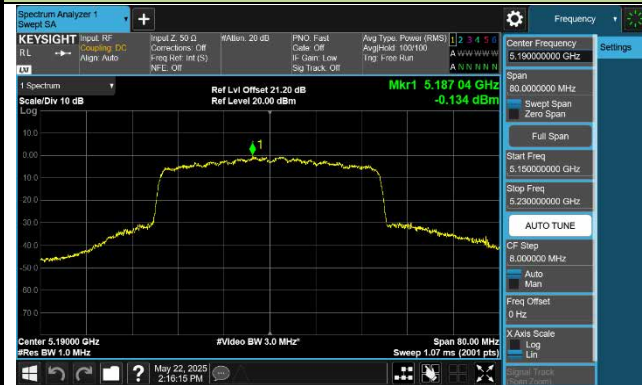 Spectrum Analyzer 1
Swept SA
+
Frequency
KEYSIGHT
RL
LXI
Input: RF
Coupling: DC
Align: Auto
Input Z: 50 Ω
Corrections: Off
Freq Ref: Int (S)
NFE: Off
#Atten: 20 dB
PNO: Fast
Gate: Off
IF Gain: Low
Sig Track: Off
Avg Type: Power (RMS)
Avg|Hold: 100/100
Trig: Free Run
1 2 3 4 5 6
A W W W W W
A N N N N N
1 Spectrum
Scale/Div 10 dB
Ref Lvl Offset 21.20 dB
Ref Level 20.00 dBm
Mkr1 5.187 04 GHz
-0.134 dBm
Log
10.0
0.00
-10.0
-20.0
-30.0
-40.0
-50.0
-60.0
-70.0
1
Center 5.19000 GHz
#Res BW 1.0 MHz
#Video BW 3.0 MHz*
Span 80.00 MHz
Sweep 1.07 ms (2001 pts)
May 22, 2025
2:16:15 PM
Center Frequency
5.190000000 GHz
Settings
Span
80.0000000 MHz
Swept Span
Zero Span
Full Span
Start Freq
5.150000000 GHz
Stop Freq
5.230000000 GHz
AUTO TUNE
CF Step
8.000000 MHz
Auto
Man
Freq Offset
0 Hz
X Axis Scale
Log
Lin
Signal Track
(Span Zoom)